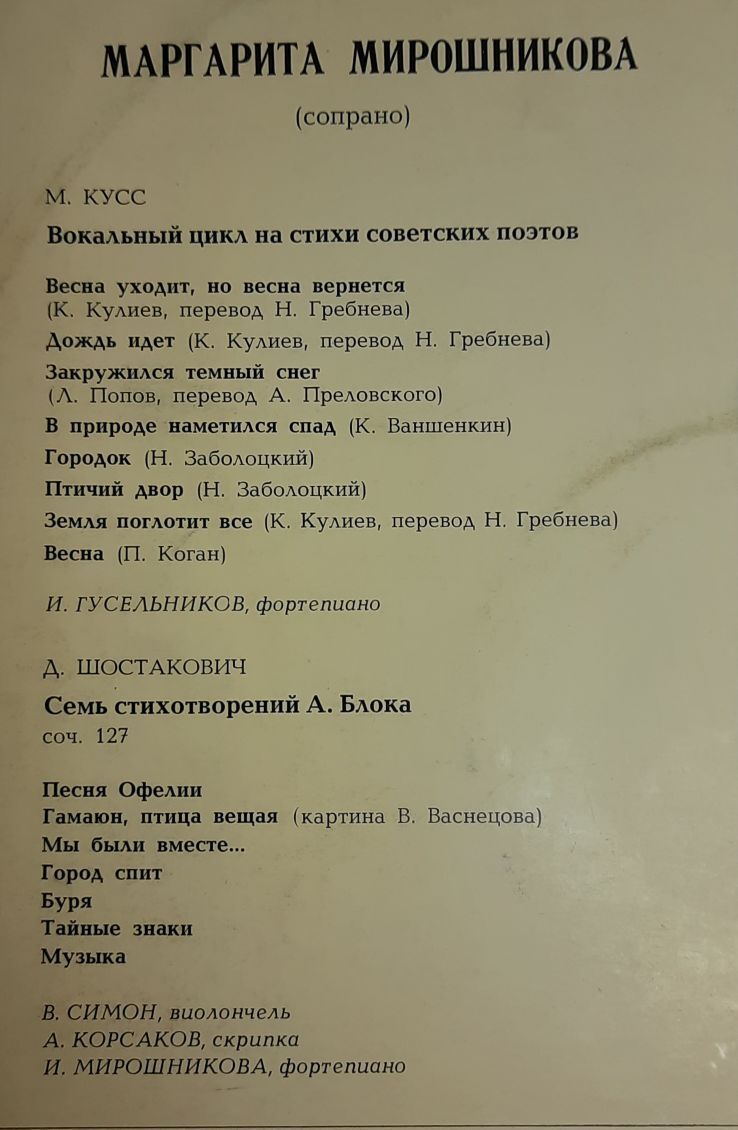 МАРГАРИТА МИРОШНИКОВА
(сопрано)
М. КУСС
Вокальный цикл на стихи советских поэтов
Весна уходит, но весна вернется
(К. Кулиев, перевод Н. Гребнева)
Дождь идет (К. Кулиев, перевод Н. Гребнева)
Закружился темный снег
(Л. Попов, перевод А. Преловского)
В природе наметился спад (К. Ваншенкин)
Городок (Н. Заболоцкий)
Птичий двор (Н. Заболоцкий)
Земля поглотит все (К. Кулиев, перевод Н. Гребнева)
Весна (П. Коган)
И. ГУСЕЛЬНИКОВ, фортепиано
Д. ШОСТАКОВИЧ
Семь стихотворений А. Блока
соч. 127
Песня Офелии
Гамаюн, птица вещая (картина В. Васнецова)
Мы были вместе...
Город спит
Буря
Тайные знаки
Музыка
В. СИМОН, виолончель
А. КОРСАКОВ, скрипка
И. МИРОШНИКОВА, фортепиано